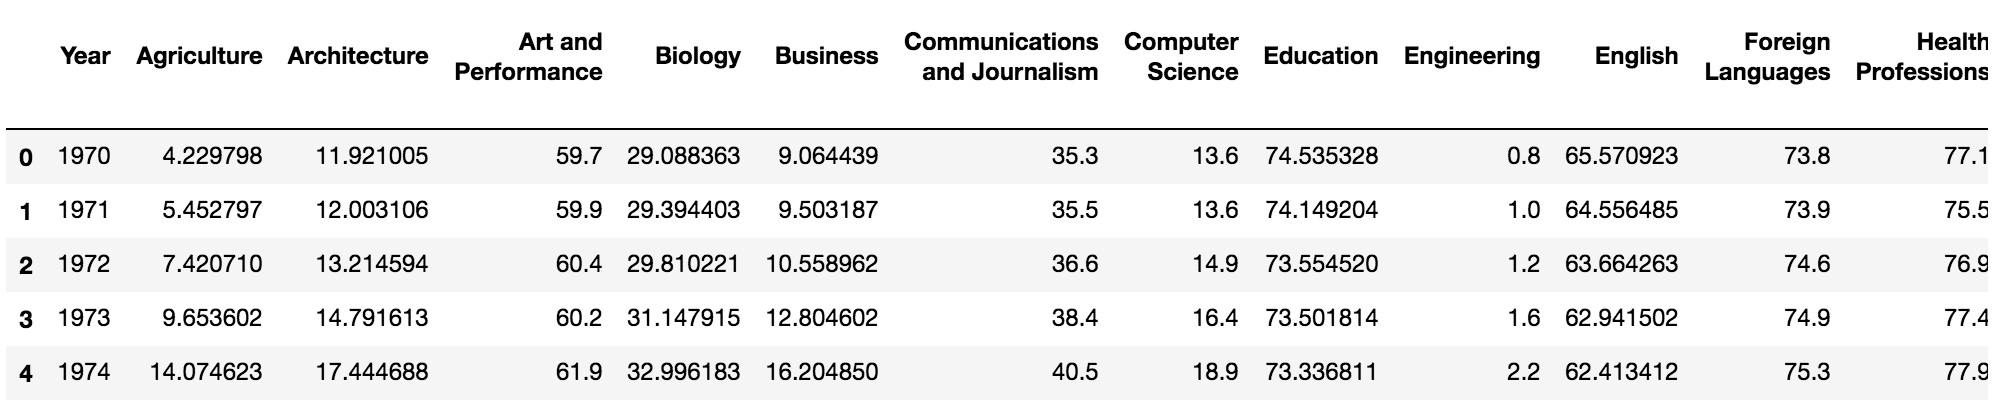 Year Agriculture Architecture Art and Performance Biology Business Communications and Journalism Computer Science Education Engineering English Foreign Languages Health Professions
0 1970 4.229798 11.921005 59.7 29.088363 9.064439 35.3 13.6 74.535328 0.8 65.570923 73.8 77.1
1 1971 5.452797 12.003106 59.9 29.394403 9.503187 35.5 13.6 74.149204 1.0 64.556485 73.9 75.5
2 1972 7.420710 13.214594 60.4 29.810221 10.558962 36.6 14.9 73.554520 1.2 63.664263 74.6 76.9
3 1973 9.653602 14.791613 60.2 31.147915 12.804602 38.4 16.4 73.501814 1.6 62.941502 74.9 77.4
4 1974 14.074623 17.444688 61.9 32.996183 16.204850 40.5 18.9 73.336811 2.2 62.413412 75.3 77.9